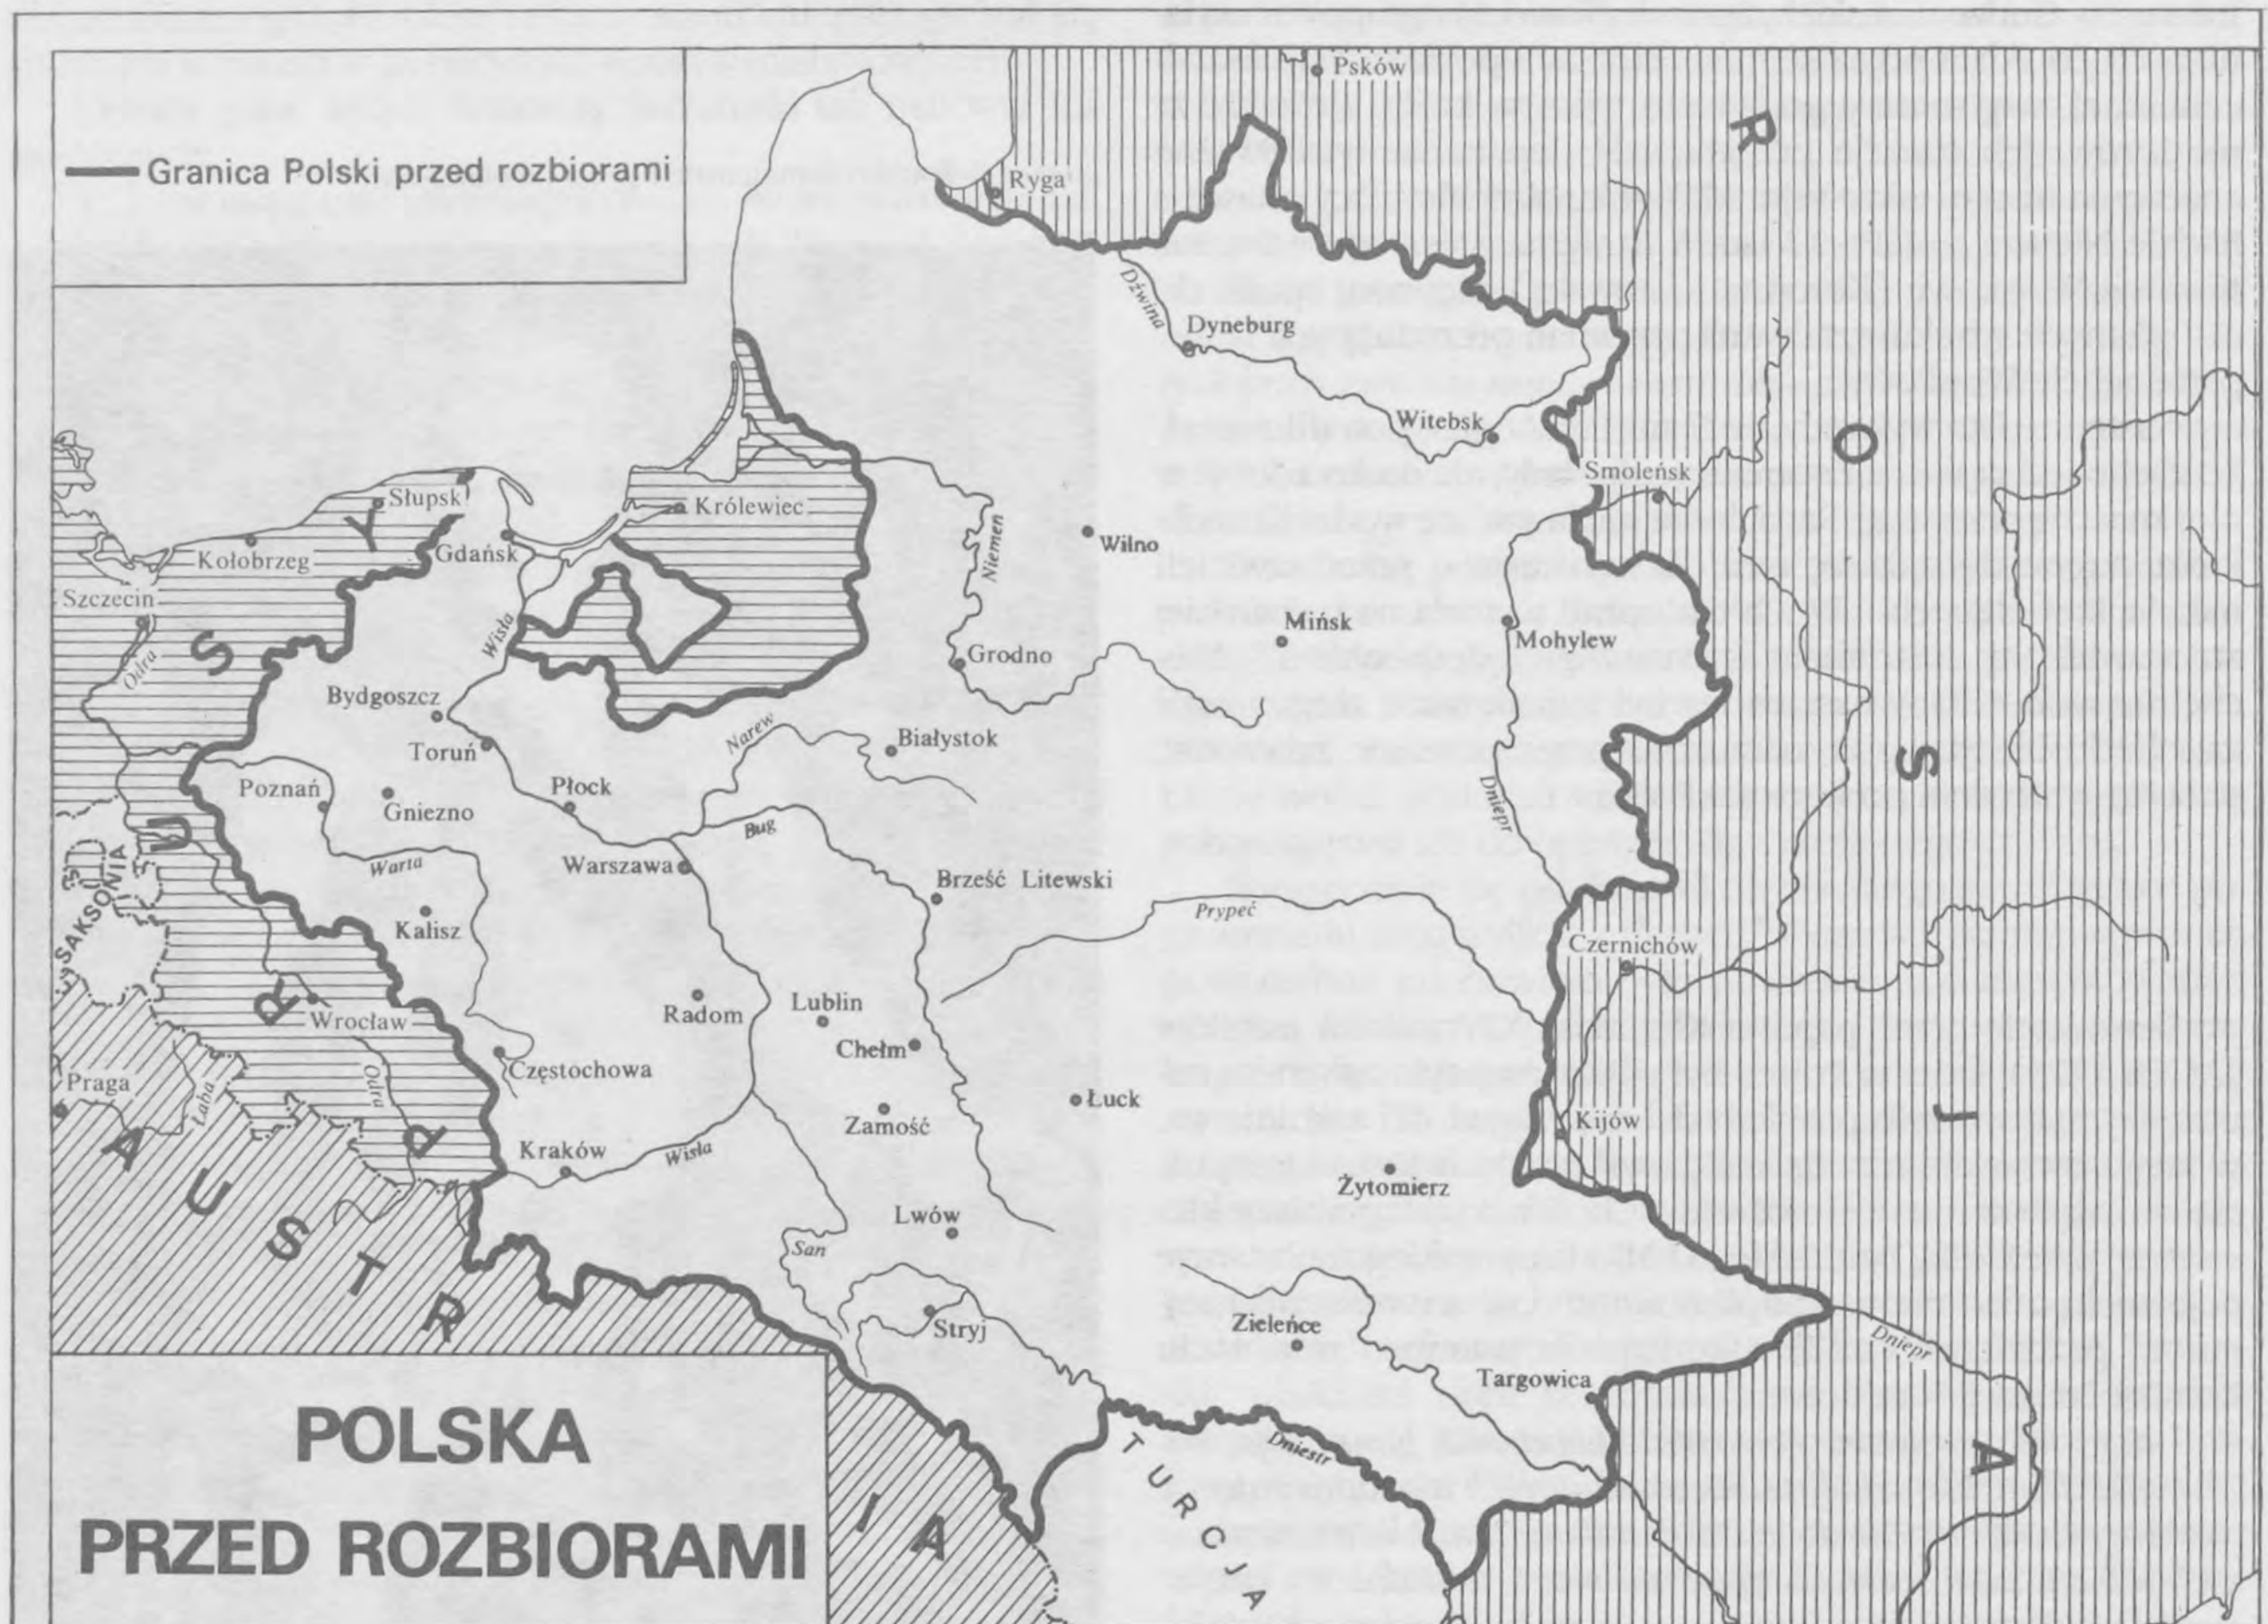 Granica Polski przed rozbiorami
Psków
Ryga
Dźwina
Dyneburg
Witebsk
Smoleńsk
Słupsk
Królewiec
Kołobrzeg
Gdańsk
Niemen
Wilno
Szczecin
Odra
Wisła
Mińsk
Mohylew
Grodno
Bydgoszcz
Toruń
Narew
Białystok
Poznań
Gniezno
Płock
Dniepr
Bug
Warta
Warszawa
Brześć Litewski
SAKSONIA
Kalisz
Prypeć
Czernichów
Wrocław
Radom
Lublin
Chełm
Częstochowa
Praga
Łaba
Odra
Łuck
Kijów
Zamość
Kraków
Wisła
Żytomierz
Lwów
San
Stryj
Zieleńce
Dniepr
Targowica
Dniestr
PRUSY
ROSJA
AUSTRIA
TURCJA
POLSKA
PRZED ROZBIORAMI